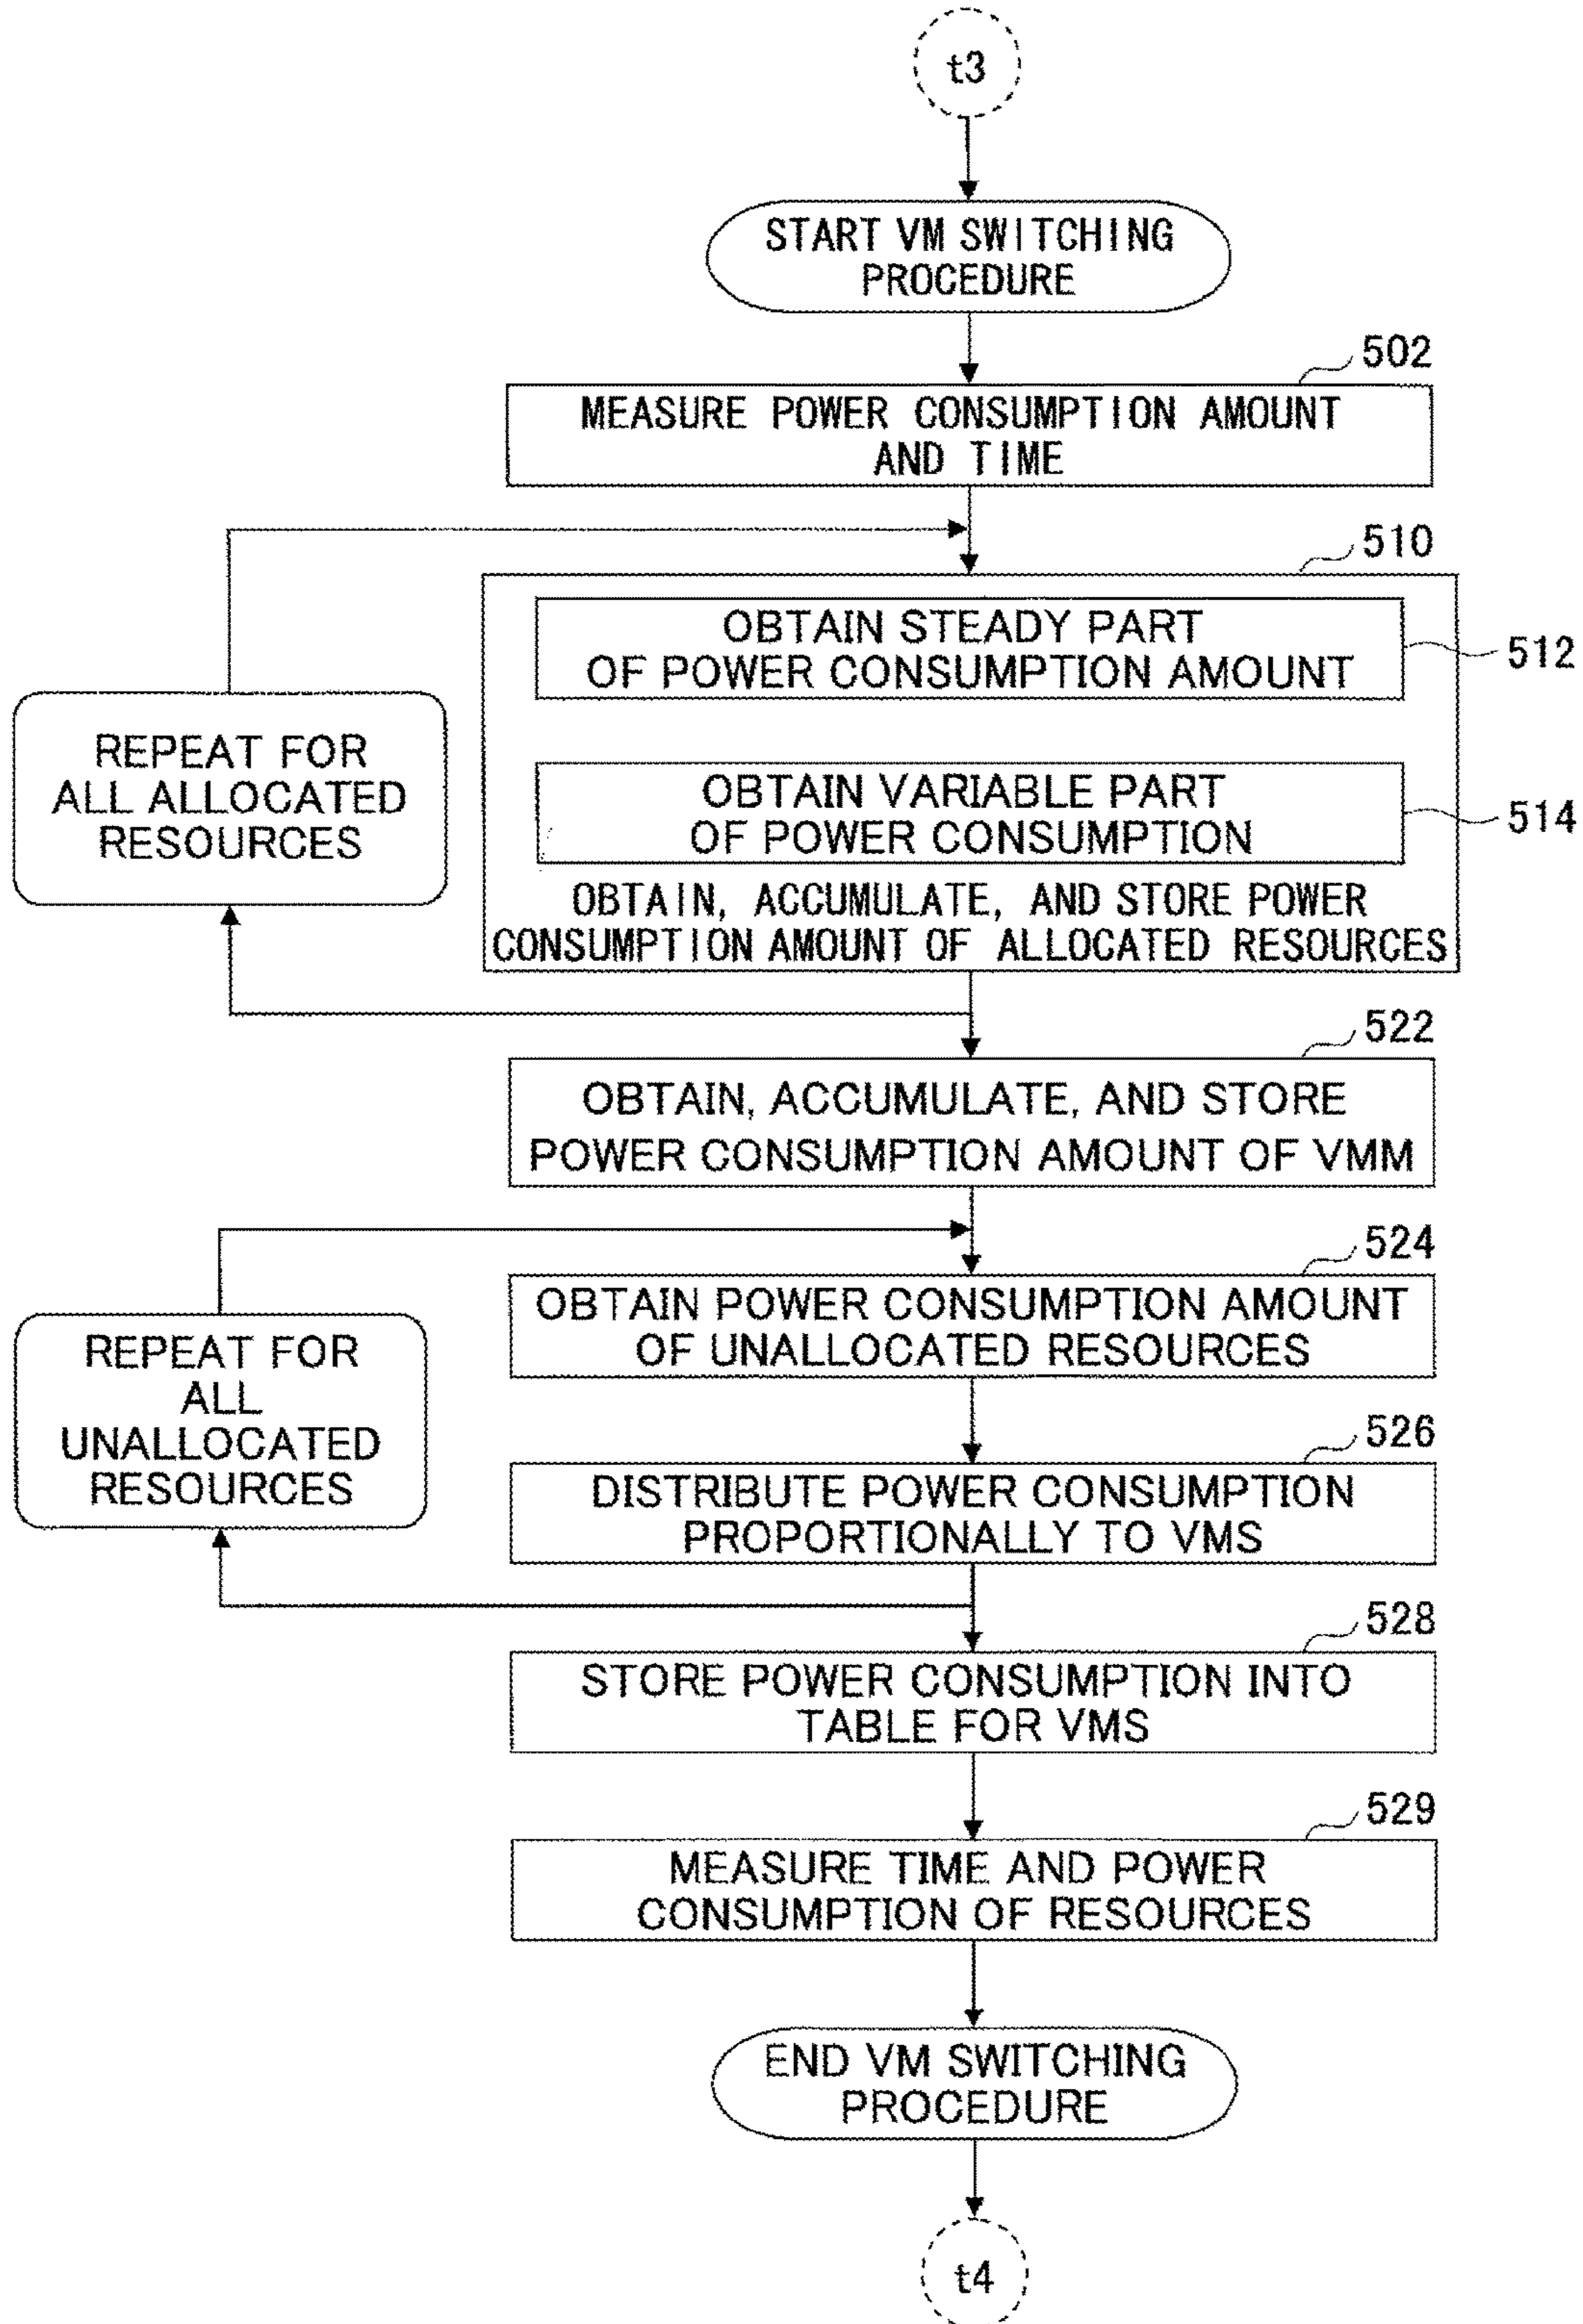 t3
START VM SWITCHING
PROCEDURE
502
MEASURE POWER CONSUMPTION AMOUNT
AND TIME
510
OBTAIN STEADY PART
OF POWER CONSUMPTION AMOUNT
512
REPEAT FOR
ALL ALLOCATED
RESOURCES
OBTAIN VARIABLE PART
OF POWER CONSUMPTION
514
OBTAIN, ACCUMULATE, AND STORE POWER
CONSUMPTION AMOUNT OF ALLOCATED RESOURCES
522
OBTAIN, ACCUMULATE, AND STORE
POWER CONSUMPTION AMOUNT OF VMM
524
OBTAIN POWER CONSUMPTION AMOUNT
OF UNALLOCATED RESOURCES
REPEAT FOR
ALL
UNALLOCATED
RESOURCES
526
DISTRIBUTE POWER CONSUMPTION
PROPORTIONALLY TO VMS
528
STORE POWER CONSUMPTION INTO
TABLE FOR VMS
529
MEASURE TIME AND POWER
CONSUMPTION OF RESOURCES
END VM SWITCHING
PROCEDURE
t4